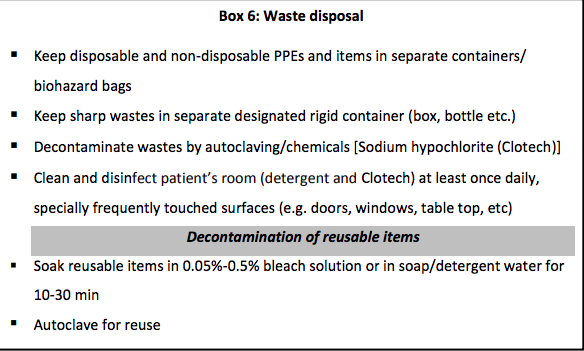 Box 6: Waste disposal
▪ Keep disposable and non-disposable PPEs and items in separate containers/
biohazard bags
▪ Keep sharp wastes in separate designated rigid container (box, bottle etc.)
▪ Decontaminate wastes by autoclaving/chemicals [Sodium hypochlorite (Clotech)]
▪ Clean and disinfect patient’s room (detergent and Clotech) at least once daily,
specially frequently touched surfaces (e.g. doors, windows, table top, etc)
Decontamination of reusable items
▪ Soak reusable items in 0.05%-0.5% bleach solution or in soap/detergent water for
10-30 min
▪ Autoclave for reuse